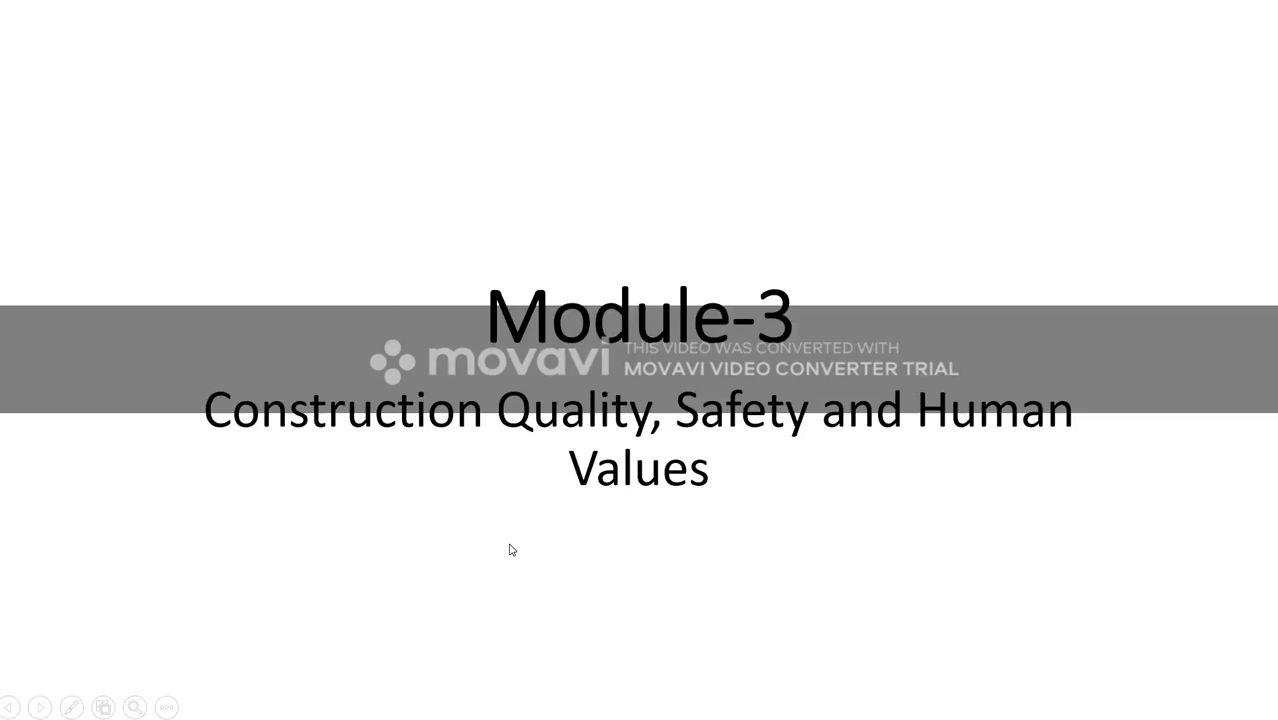 Module-3
movavi
THIS VIDEO WAS CONVERTED WITH
MOVAVI VIDEO CONVERTER TRIAL
Construction Quality, Safety and Human
Values